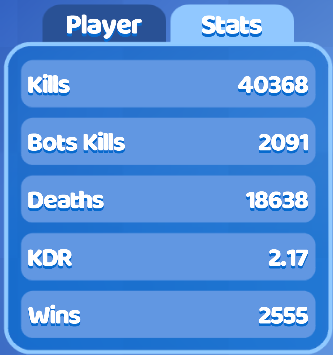 Player Stats
Kills 40368
Bots Kills 2091
Deaths 18638
KDR 2.17
Wins 2555